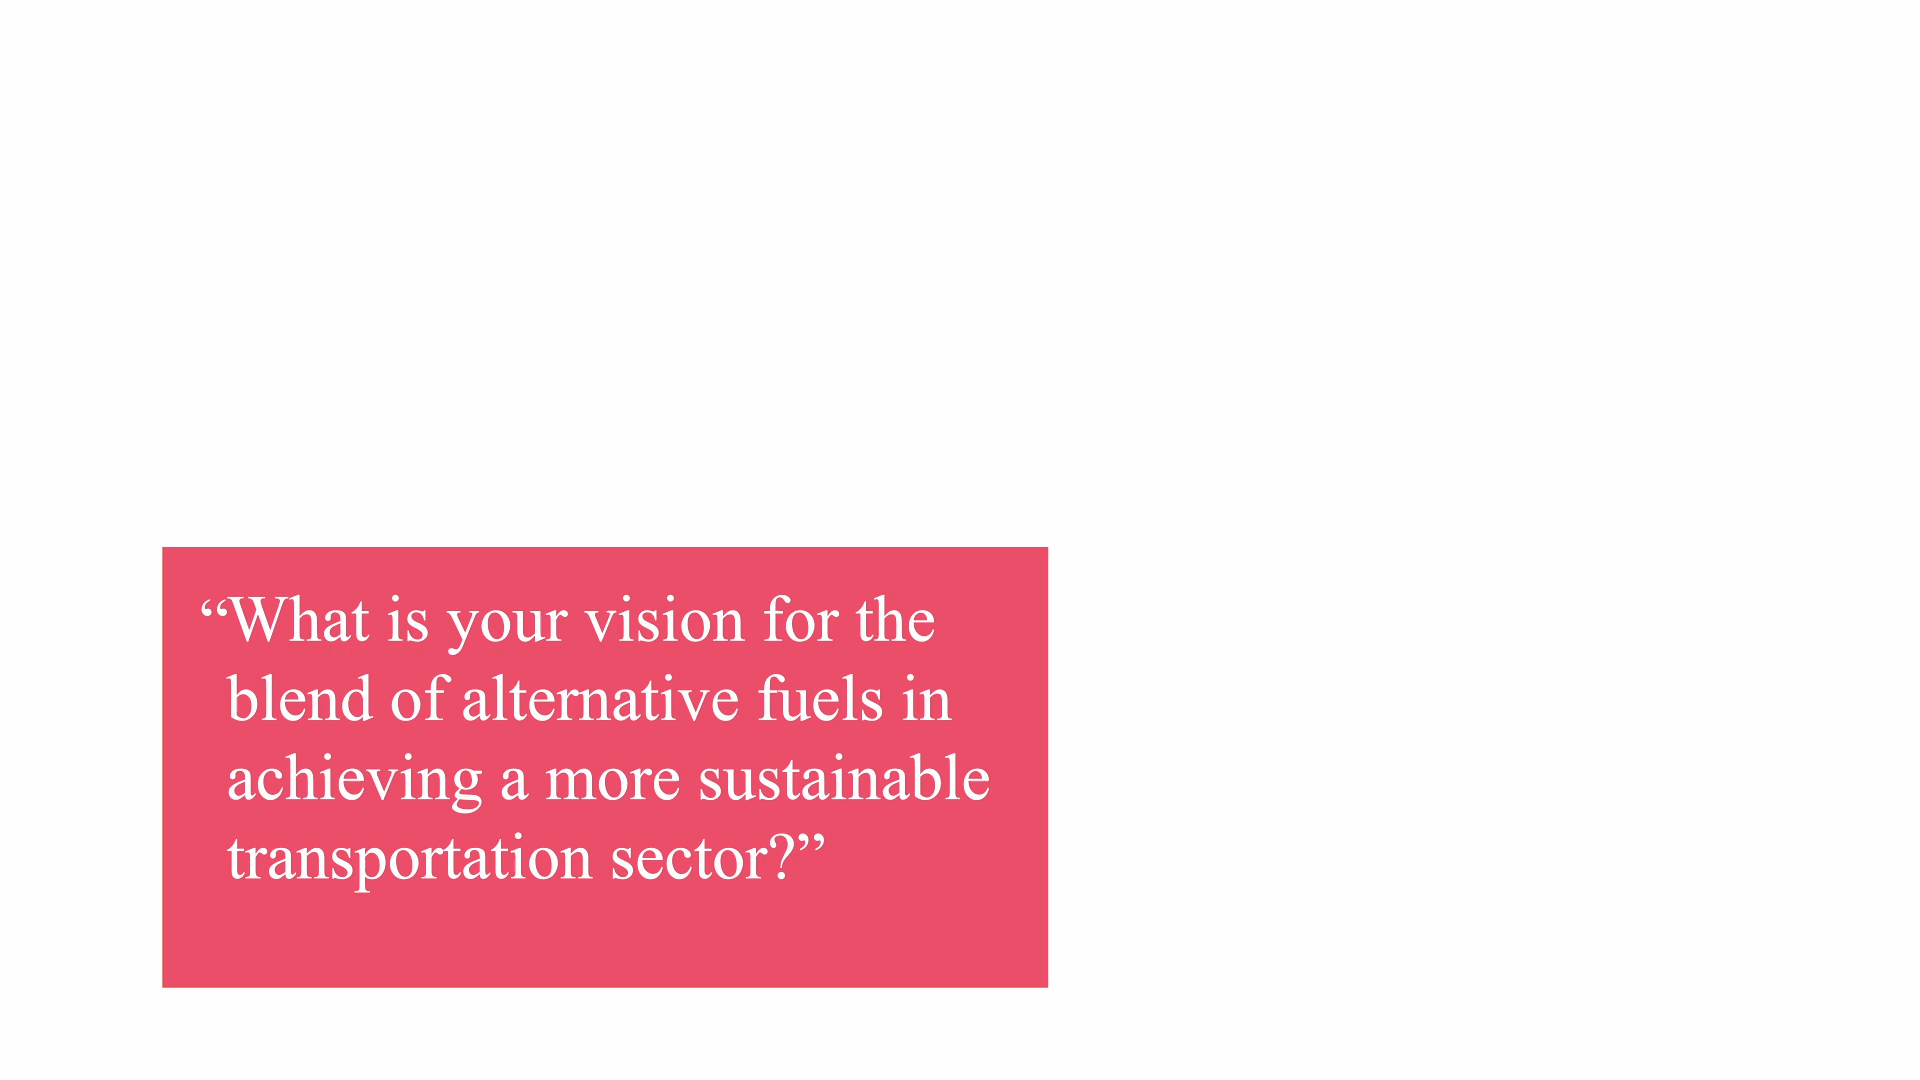 “What is your vision for the
blend of alternative fuels in
achieving a more sustainable
transportation sector?”